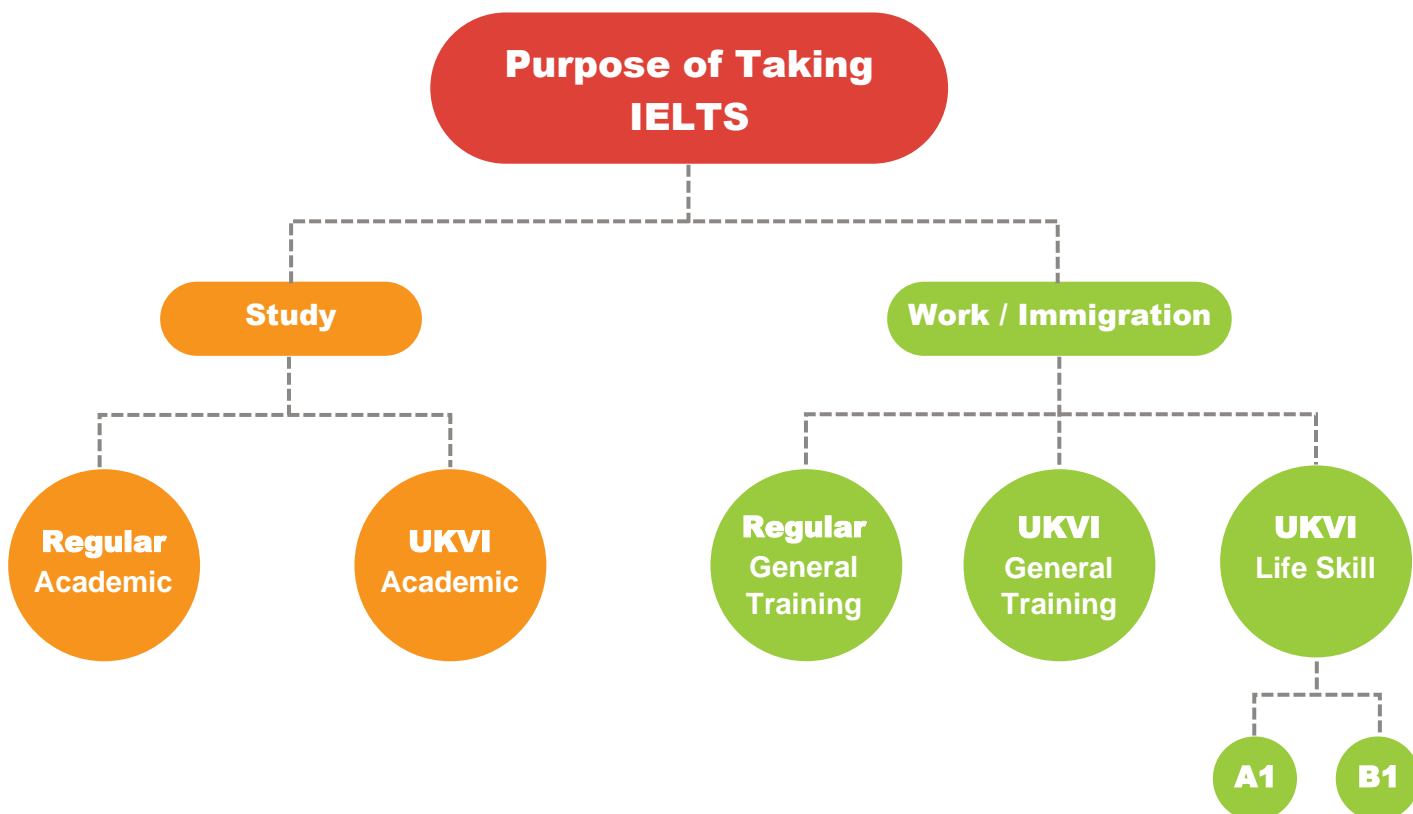 Purpose of Taking
IELTS
Study
Work / Immigration
Regular
Academic
UKVI
Academic
Regular
General
Training
UKVI
General
Training
UKVI
Life Skill
A1
B1